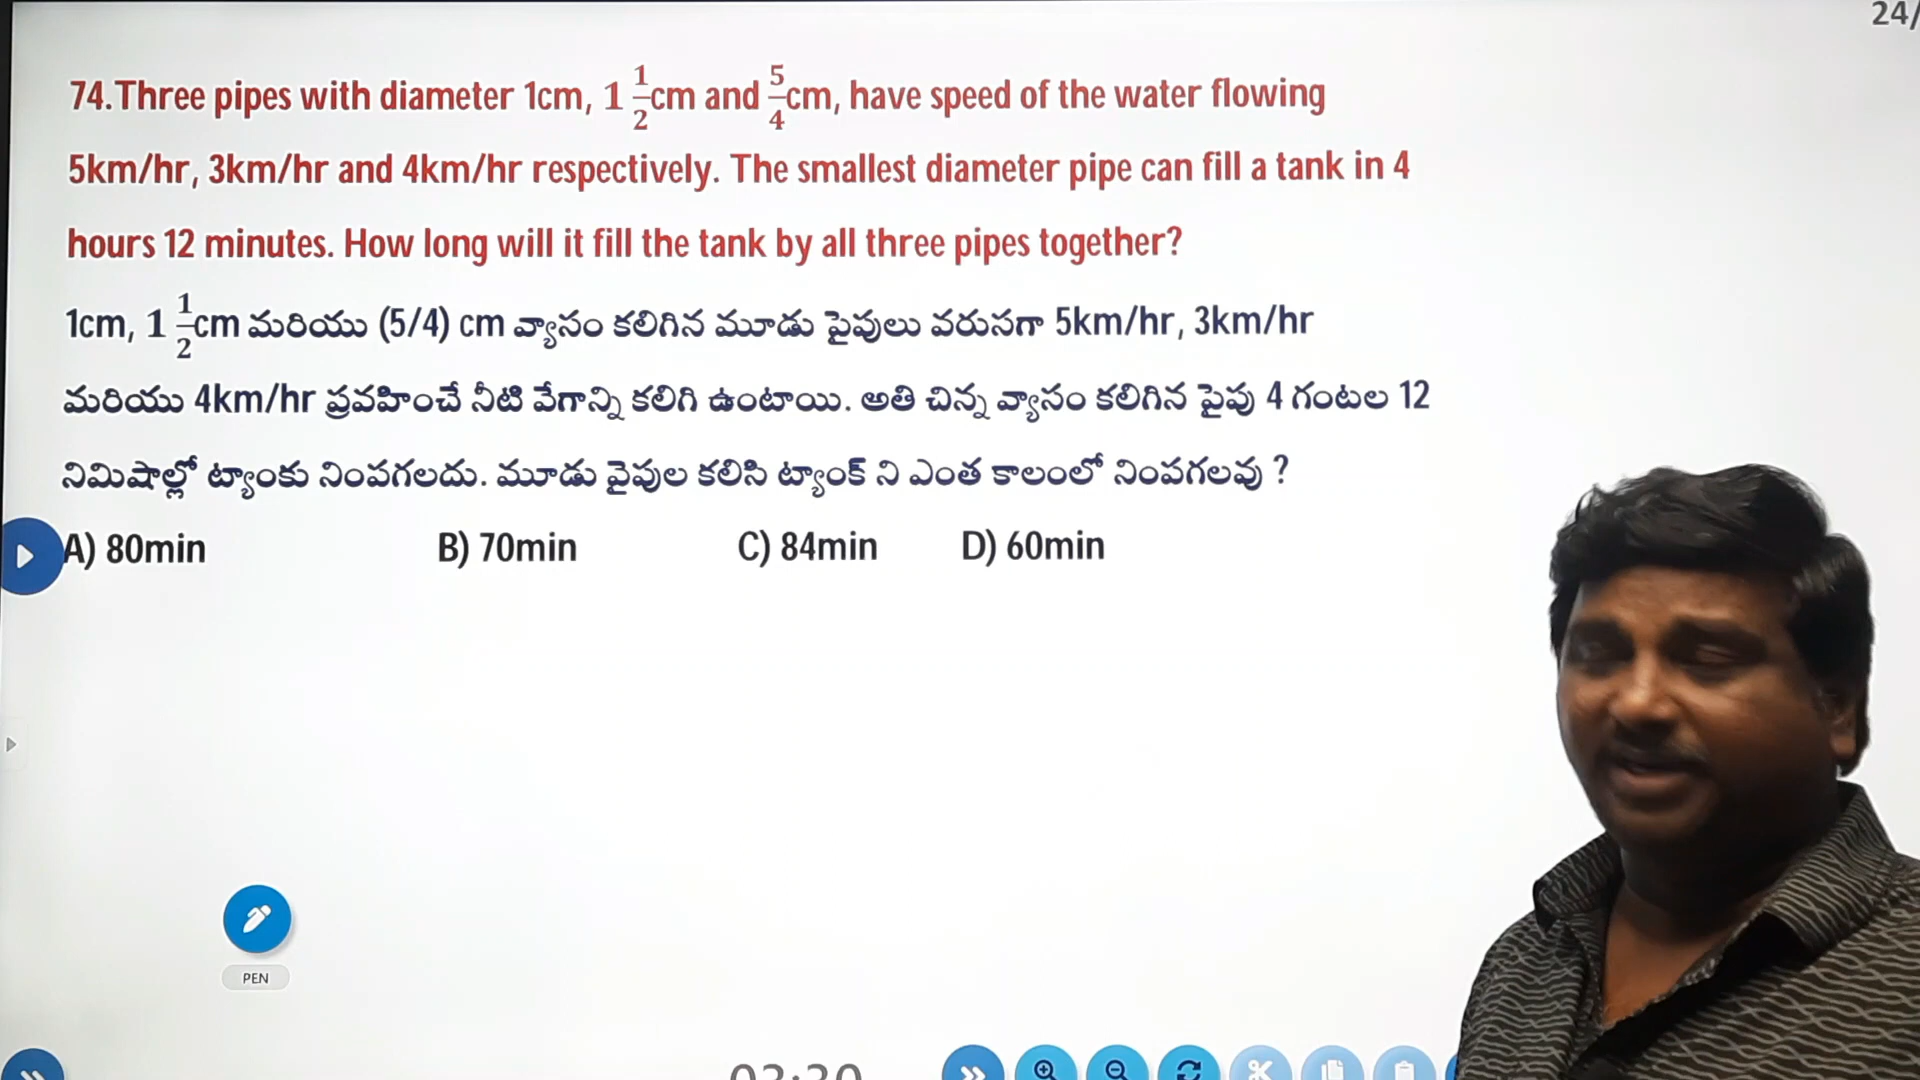 24/
74.Three pipes with diameter 1cm, 1 1/2cm and 5/4cm, have speed of the water flowing
5km/hr, 3km/hr and 4km/hr respectively. The smallest diameter pipe can fill a tank in 4
hours 12 minutes. How long will it fill the tank by all three pipes together?
1cm, 1 1/2cm మరియు (5/4) cm వ్యాసం కలిగిన మూడు పైపులు వరుసగా 5km/hr, 3km/hr
మరియు 4km/hr ప్రవహించే నీటి వేగాన్ని కలిగి ఉంటాయి. అతి చిన్న వ్యాసం కలిగిన పైపు 4 గంటల 12
నిమిషాల్లో ట్యాంకు నింపగలదు. మూడు వైపుల కలిసి ట్యాంక్ ని ఎంత కాలంలో నింపగలవు ?
A) 80min B) 70min C) 84min D) 60min
PEN